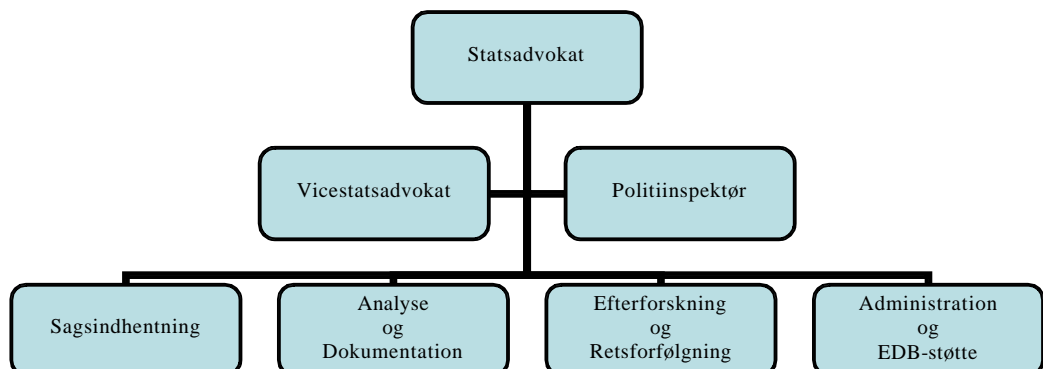 Statsadvokat
Vicestatsadvokat
Politiinspektør
Sagsindhentning
Analyse
og
Dokumentation
Efterforskning
og
Retsforfølgning
Administration
og
EDB-støtte